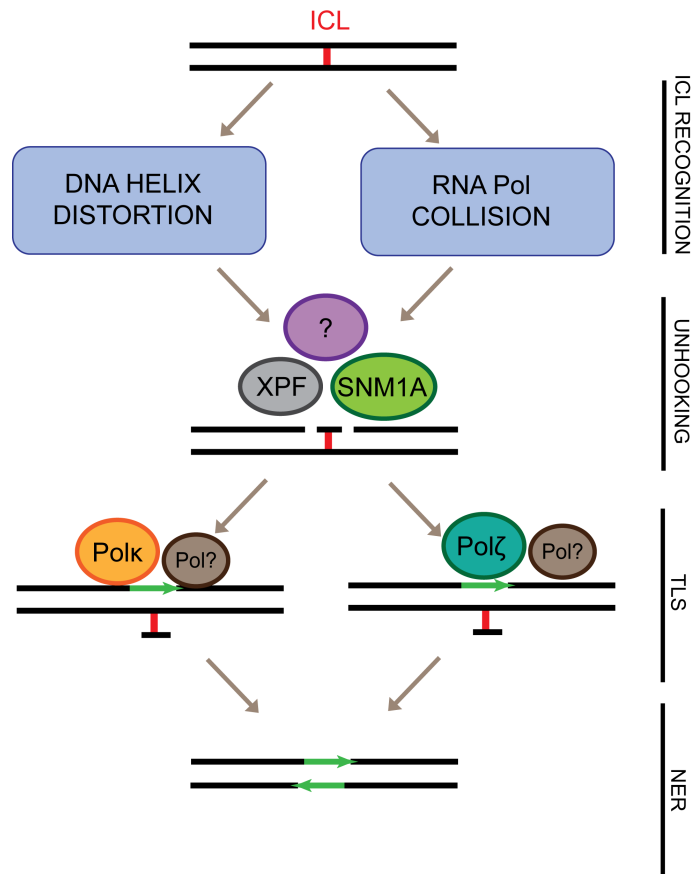 ICL
ICL RECOGNITION
DNA HELIX
DISTORTION
RNA Pol
COLLISION
UNHOOKING
?
XPF
SNM1A
TLS
Polκ
Pol?
Polζ
Pol?
NER